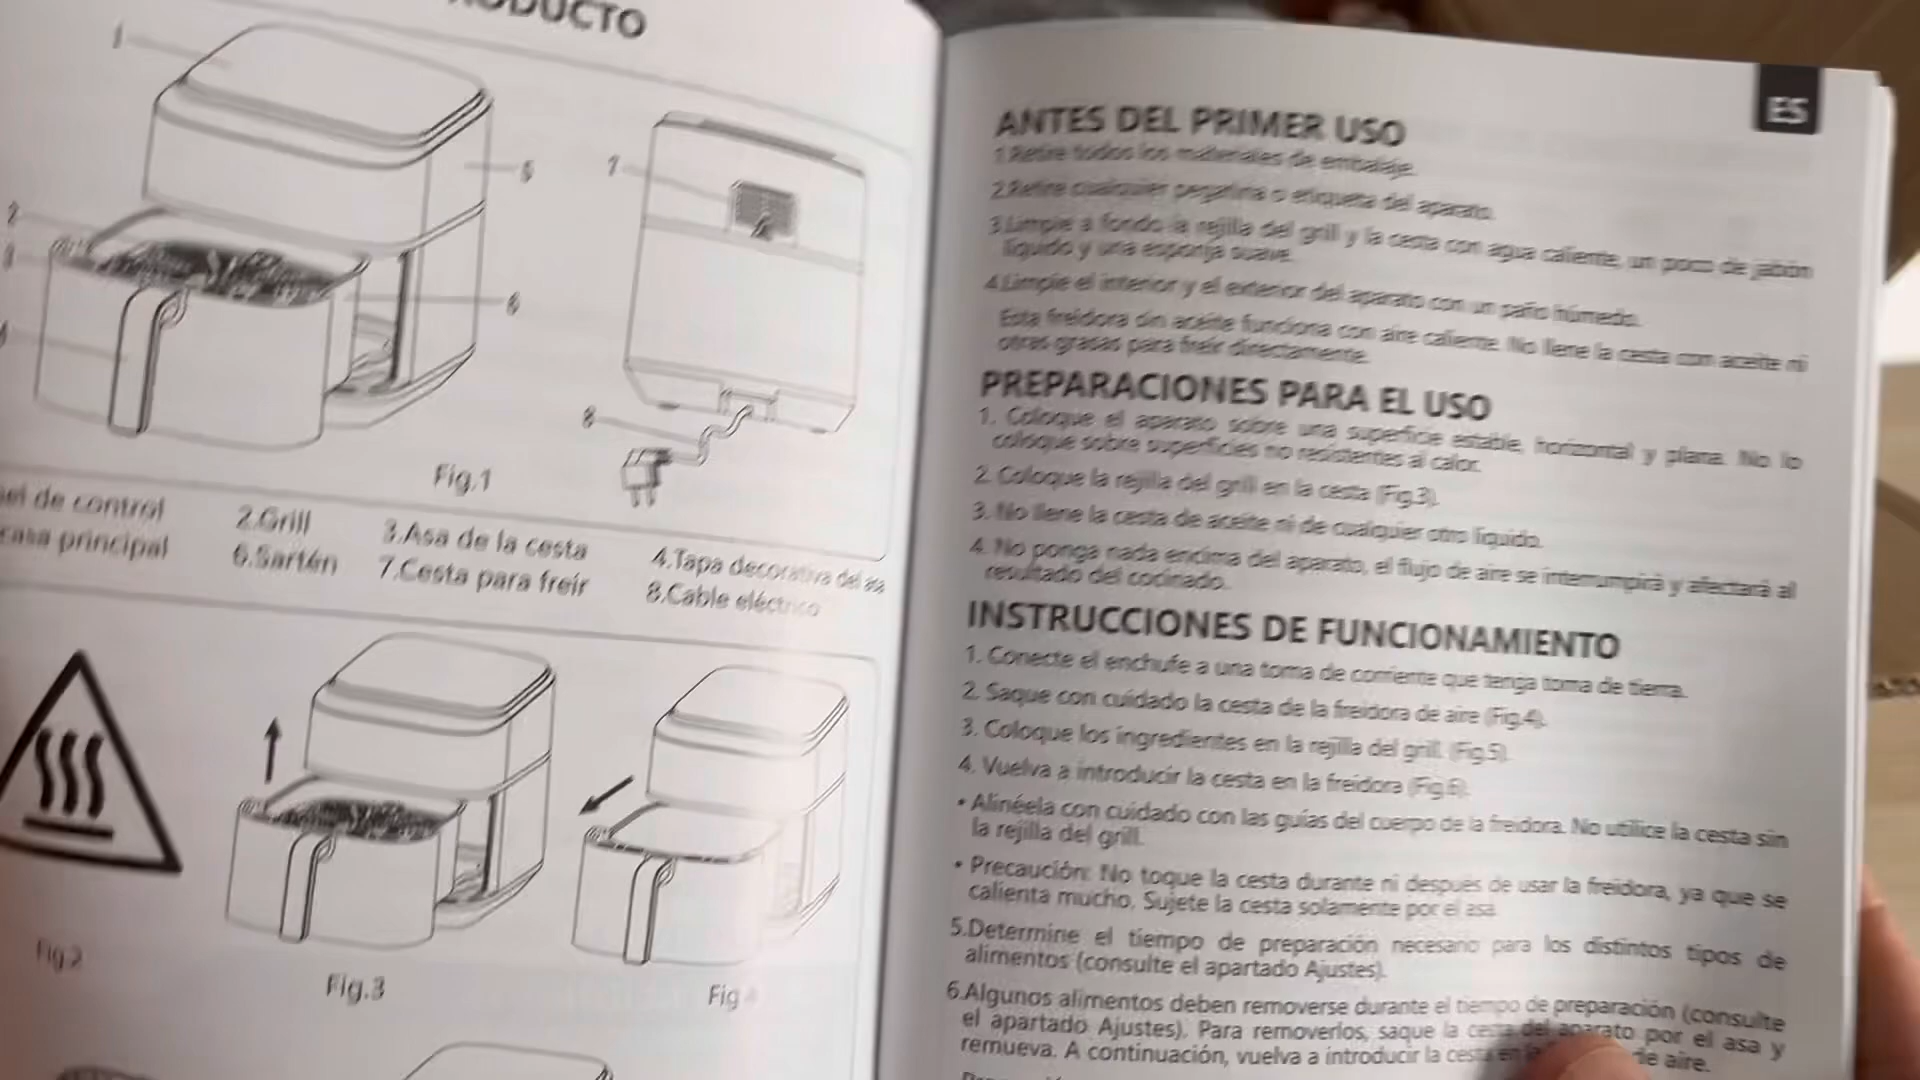 RODUCTO
1
2
3
5
6
7
8
Fig.1
el de control
2.Grill
3.Asa de la cesta
4.Tapa decorativa del asa
casa principal
6.Sartén
7.Cesta para freír
8.Cable eléctrico
Fig.2
Fig.3
Fig
ES
ANTES DEL PRIMER USO
1.Retire todos los materiales de embalaje.
2.Retire cualquier pegatina o etiqueta del aparato.
3.Limpie a fondo la rejilla del grill y la cesta con agua caliente, un poco de jabón
líquido y una esponja suave.
4.Limpie el interior y el exterior del aparato con un paño húmedo.
Esta freidora sin aceite funciona con aire caliente. No llene la cesta con aceite ni
otras grasas para freír directamente.
PREPARACIONES PARA EL USO
1. Coloque el aparato sobre una superficie estable, horizontal y plana. No lo
coloque sobre superficies no resistentes al calor.
2. Coloque la rejilla del grill en la cesta (Fig.3).
3. No llene la cesta de aceite ni de cualquier otro líquido.
4. No ponga nada encima del aparato, el flujo de aire se interrumpirá y afectará al
resultado del cocinado.
INSTRUCCIONES DE FUNCIONAMIENTO
1. Conecte el enchufe a una toma de corriente que tenga toma de tierra.
2. Saque con cuidado la cesta de la freidora de aire (Fig.4).
3. Coloque los ingredientes en la rejilla del grill. (Fig.5).
4. Vuelva a introducir la cesta en la freidora (Fig.6).
• Alinéela con cuidado con las guías del cuerpo de la freidora. No utilice la cesta sin
la rejilla del grill.
• Precaución: No toque la cesta durante ni después de usar la freidora, ya que se
calienta mucho. Sujete la cesta solamente por el asa.
5.Determine el tiempo de preparación necesario para los distintos tipos de
alimentos (consulte el apartado Ajustes).
6.Algunos alimentos deben removerse durante el tiempo de preparación (consulte
el apartado Ajustes). Para removerlos, saque la cesta del aparato por el asa y
remueva. A continuación, vuelva a introducir la cesta en la de aire.